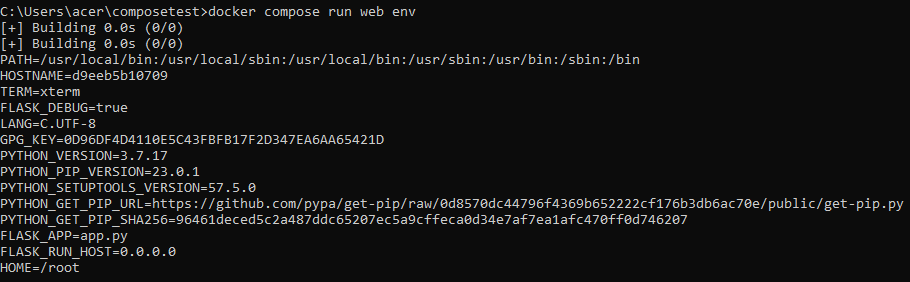 C:\Users\acer\composetest>docker compose run web env
[+] Building 0.0s (0/0)
[+] Building 0.0s (0/0)
PATH=/usr/local/bin:/usr/local/sbin:/usr/local/bin:/usr/sbin:/usr/bin:/sbin:/bin
HOSTNAME=d9eeb5b10709
TERM=xterm
FLASK_DEBUG=true
LANG=C.UTF-8
GPG_KEY=0D96DF4D4110E5C43FBFB17F2D347EA6AA65421D
PYTHON_VERSION=3.7.17
PYTHON_PIP_VERSION=23.0.1
PYTHON_SETUPTOOLS_VERSION=57.5.0
PYTHON_GET_PIP_URL=https://github.com/pypa/get-pip/raw/0d8570dc44796f4369b652222cf176b3db6ac70e/public/get-pip.py
PYTHON_GET_PIP_SHA256=96461deced5c2a487ddc65207ec5a9cffeca0d34e7af7ea1afc470ff0d746207
FLASK_APP=app.py
FLASK_RUN_HOST=0.0.0.0
HOME=/root